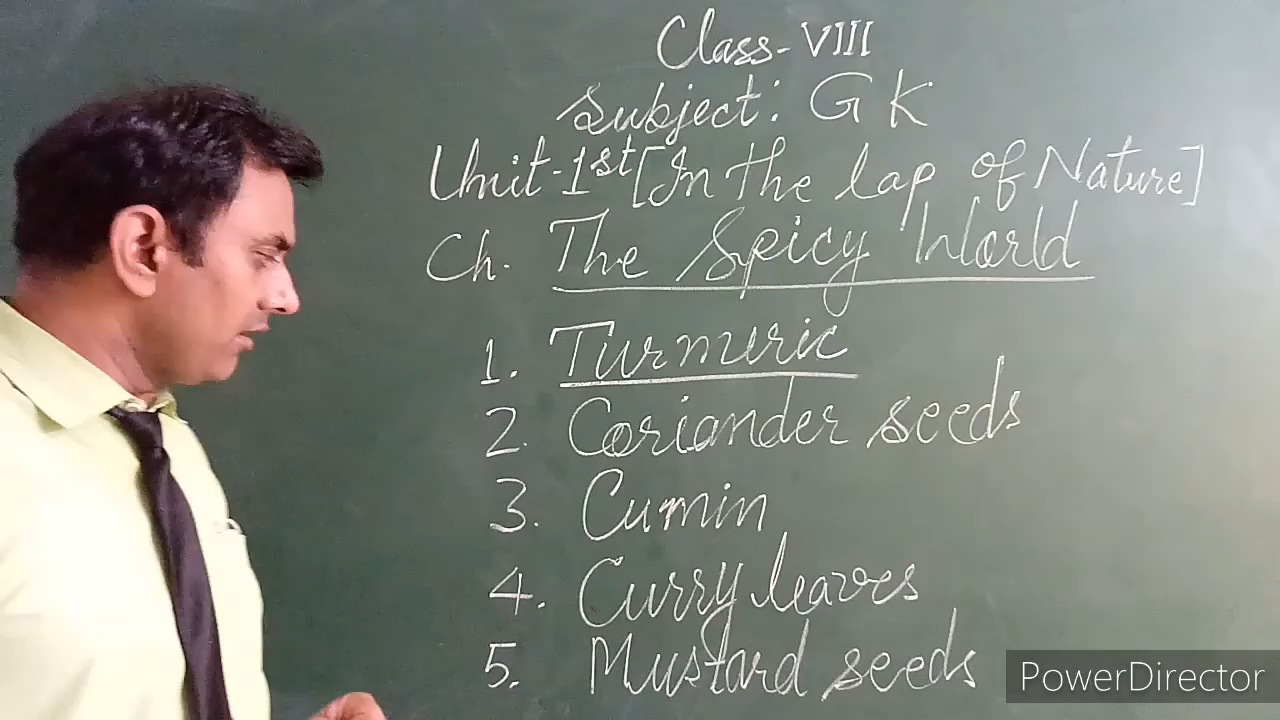 Class-VIII
Subject: GK
Unit-1st [In the lap of Nature]
Ch. The Spicy World
1. Turmeric
2. Coriander seeds
3. Cumin
4. Curry leaves
5. Mustard seeds
PowerDirector